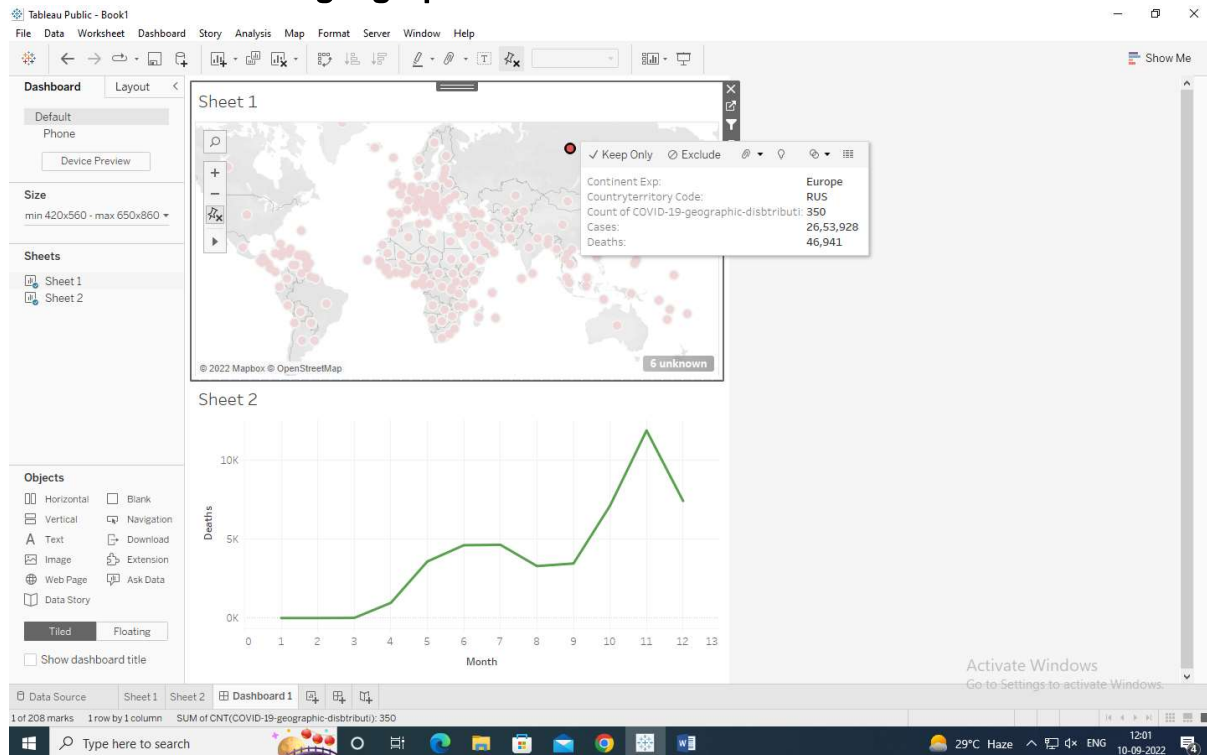 Tableau Public - Book1
File Data Worksheet Dashboard Story Analysis Map Format Server Window Help
Show Me
Dashboard Layout
Default
Phone
Device Preview
Size
min 420x560 - max 650x860
Sheets
Sheet 1
Sheet 2
Sheet 1
Keep Only Exclude
Continent Exp: Europe
Countryterritory Code: RUS
Count of COVID-19-geographic-disbtributi: 350
Cases: 26,53,928
Deaths: 46,941
© 2022 Mapbox © OpenStreetMap
6 unknown
Sheet 2
10K
5K
0K
Deaths
0 1 2 3 4 5 6 7 8 9 10 11 12 13
Month
Objects
Horizontal Blank
Vertical Navigation
A Text Download
Image Extension
Web Page Ask Data
Data Story
Tiled Floating
Show dashboard title
Activate Windows
Go to Settings to activate Windows.
Data Source Sheet 1 Sheet 2 Dashboard 1
1 of 208 marks 1 row by 1 column SUM of CNT(COVID-19-geographic-disbtributi): 350
Type here to search
29°C Haze ENG 12:01
10-09-2022
4